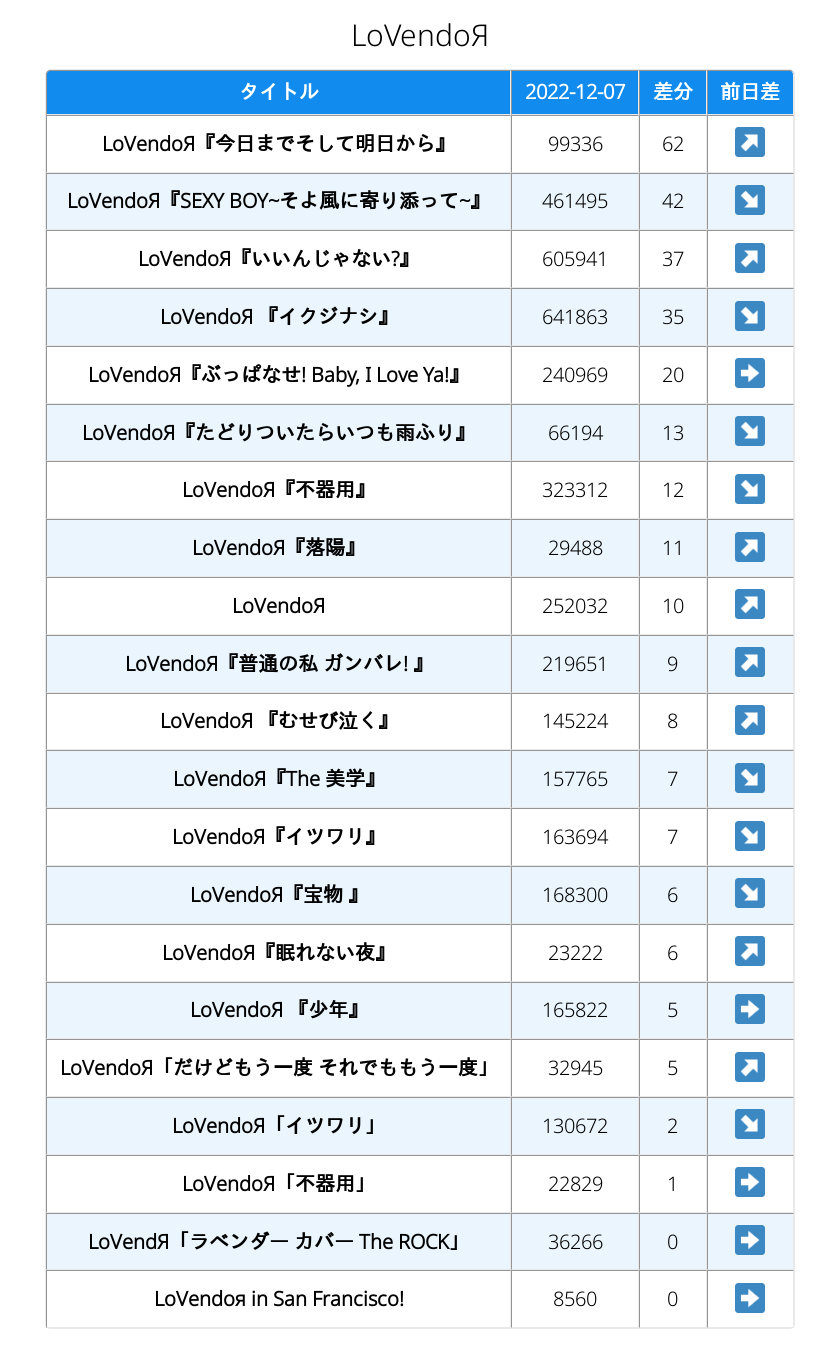 LoVendoЯ
タイトル 2022-12-07 差分 前日差
LoVendoЯ『今日までそして明日から』 99336 62 ↗
LoVendoЯ『SEXY BOY~そよ風に寄り添って~』 461495 42 ↘
LoVendoЯ『いいんじゃない?』 605941 37 ↗
LoVendoЯ 『イクジナシ』 641863 35 ↘
LoVendoЯ『ぶっぱなせ! Baby, I Love Ya!』 240969 20 ➡
LoVendoЯ『たどりついたらいつも雨ふり』 66194 13 ↘
LoVendoЯ『不器用』 323312 12 ↘
LoVendoЯ『落陽』 29488 11 ↗
LoVendoЯ 252032 10 ↗
LoVendoЯ『普通の私 ガンバレ! 』 219651 9 ↗
LoVendoЯ 『むせび泣く』 145224 8 ↗
LoVendoЯ『The 美学』 157765 7 ↘
LoVendoЯ『イツワリ』 163694 7 ↘
LoVendoЯ『宝物 』 168300 6 ↘
LoVendoЯ『眠れない夜』 23222 6 ↗
LoVendoЯ 『少年』 165822 5 ➡
LoVendoЯ「だけどもう一度 それでももう一度」 32945 5 ↗
LoVendoЯ「イツワリ」 130672 2 ↘
LoVendoЯ「不器用」 22829 1 ➡
LoVendЯ「ラベンダー カバー The ROCK」 36266 0 ➡
LoVendoя in San Francisco! 8560 0 ➡